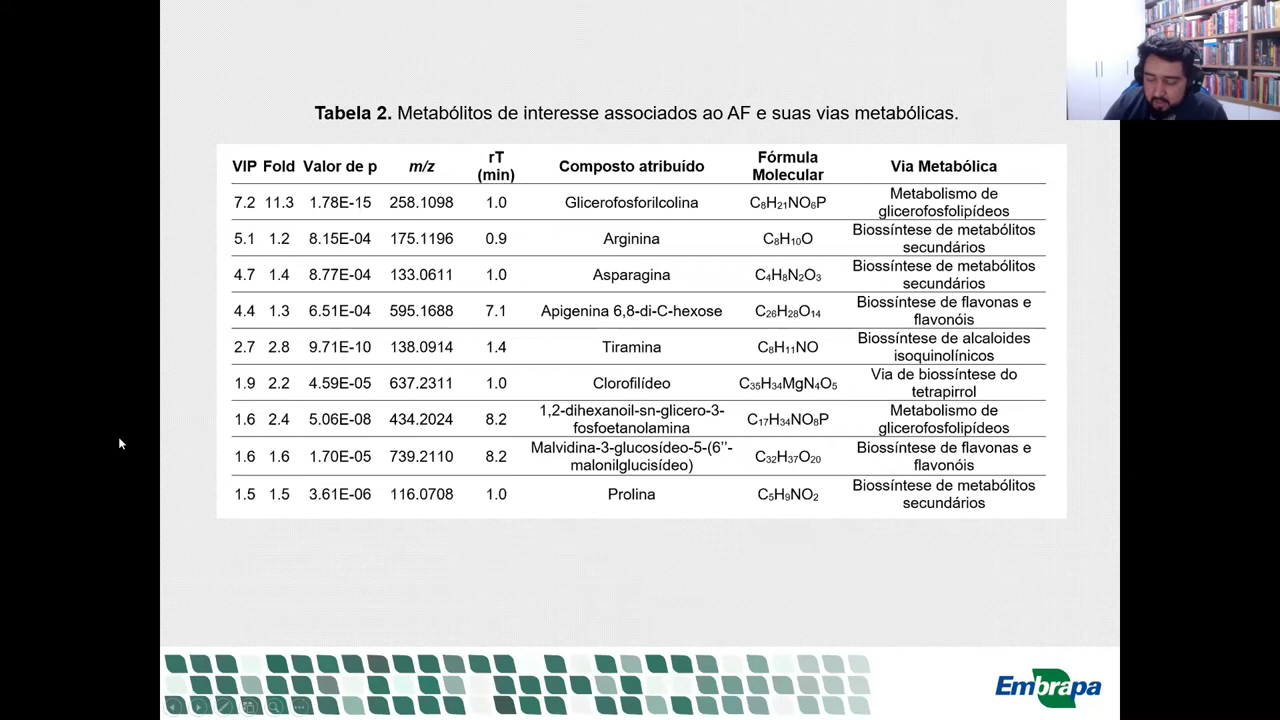 Tabela 2. Metabólitos de interesse associados ao AF e suas vias metabólicas.
VIP Fold Valor de p m/z rT (min) Composto atribuído Fórmula Molecular Via Metabólica
7.2 11.3 1.78E-15 258.1098 1.0 Glicerofosforilcolina C₈H₂₁NO₆P Metabolismo de glicerofosfolipídeos
5.1 1.2 8.15E-04 175.1196 0.9 Arginina C₈H₁₀O Biossíntese de metabólitos secundários
4.7 1.4 8.77E-04 133.0611 1.0 Asparagina C₄H₈N₂O₃ Biossíntese de metabólitos secundários
4.4 1.3 6.51E-04 595.1688 7.1 Apigenina 6,8-di-C-hexose C₂₆H₂₈O₁₄ Biossíntese de flavonas e flavonóis
2.7 2.8 9.71E-10 138.0914 1.4 Tiramina C₈H₁₁NO Biossíntese de alcaloides isoquinolínicos
1.9 2.2 4.59E-05 637.2311 1.0 Clorofilídeo C₃₅H₃₄MgN₄O₅ Via de biossíntese do tetrapirrol
1.6 2.4 5.06E-08 434.2024 8.2 1,2-dihexanoil-sn-glicero-3-fosfoetanolamina C₁₇H₃₄NO₈P Metabolismo de glicerofosfolipídeos
1.6 1.6 1.70E-05 739.2110 8.2 Malvidina-3-glucosídeo-5-(6’’-malonilglucisídeo) C₃₂H₃₇O₂₀ Biossíntese de flavonas e flavonóis
1.5 1.5 3.61E-06 116.0708 1.0 Prolina C₅H₉NO₂ Biossíntese de metabólitos secundários
Embrapa